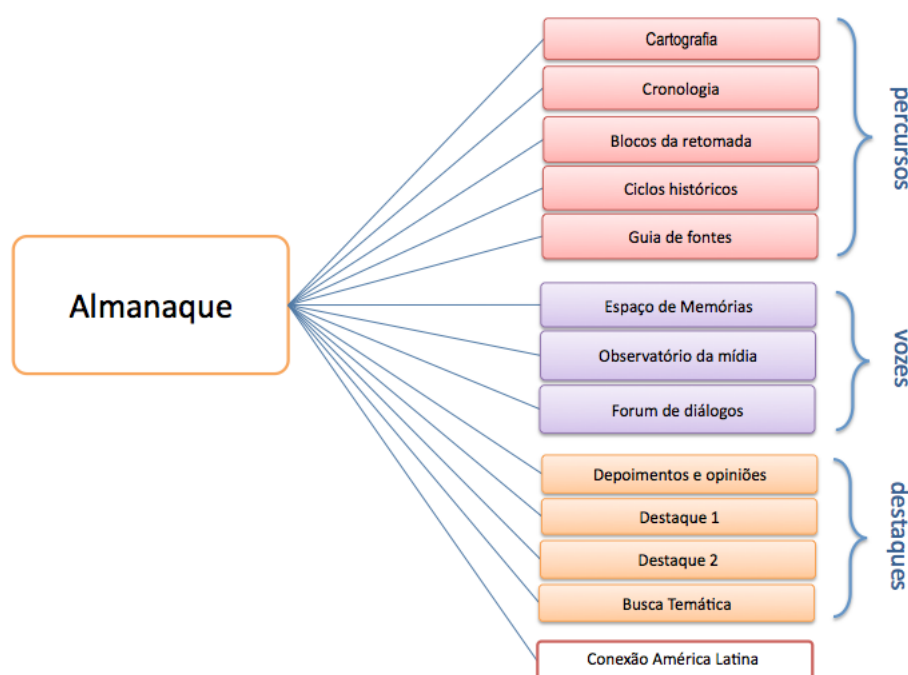 Almanaque
Cartografia
Cronologia
Blocos da retomada
Ciclos históricos
Guia de fontes
percursos
Espaço de Memórias
Observatório da mídia
Forum de diálogos
vozes
Depoimentos e opiniões
Destaque 1
Destaque 2
Busca Temática
destaques
Conexão América Latina